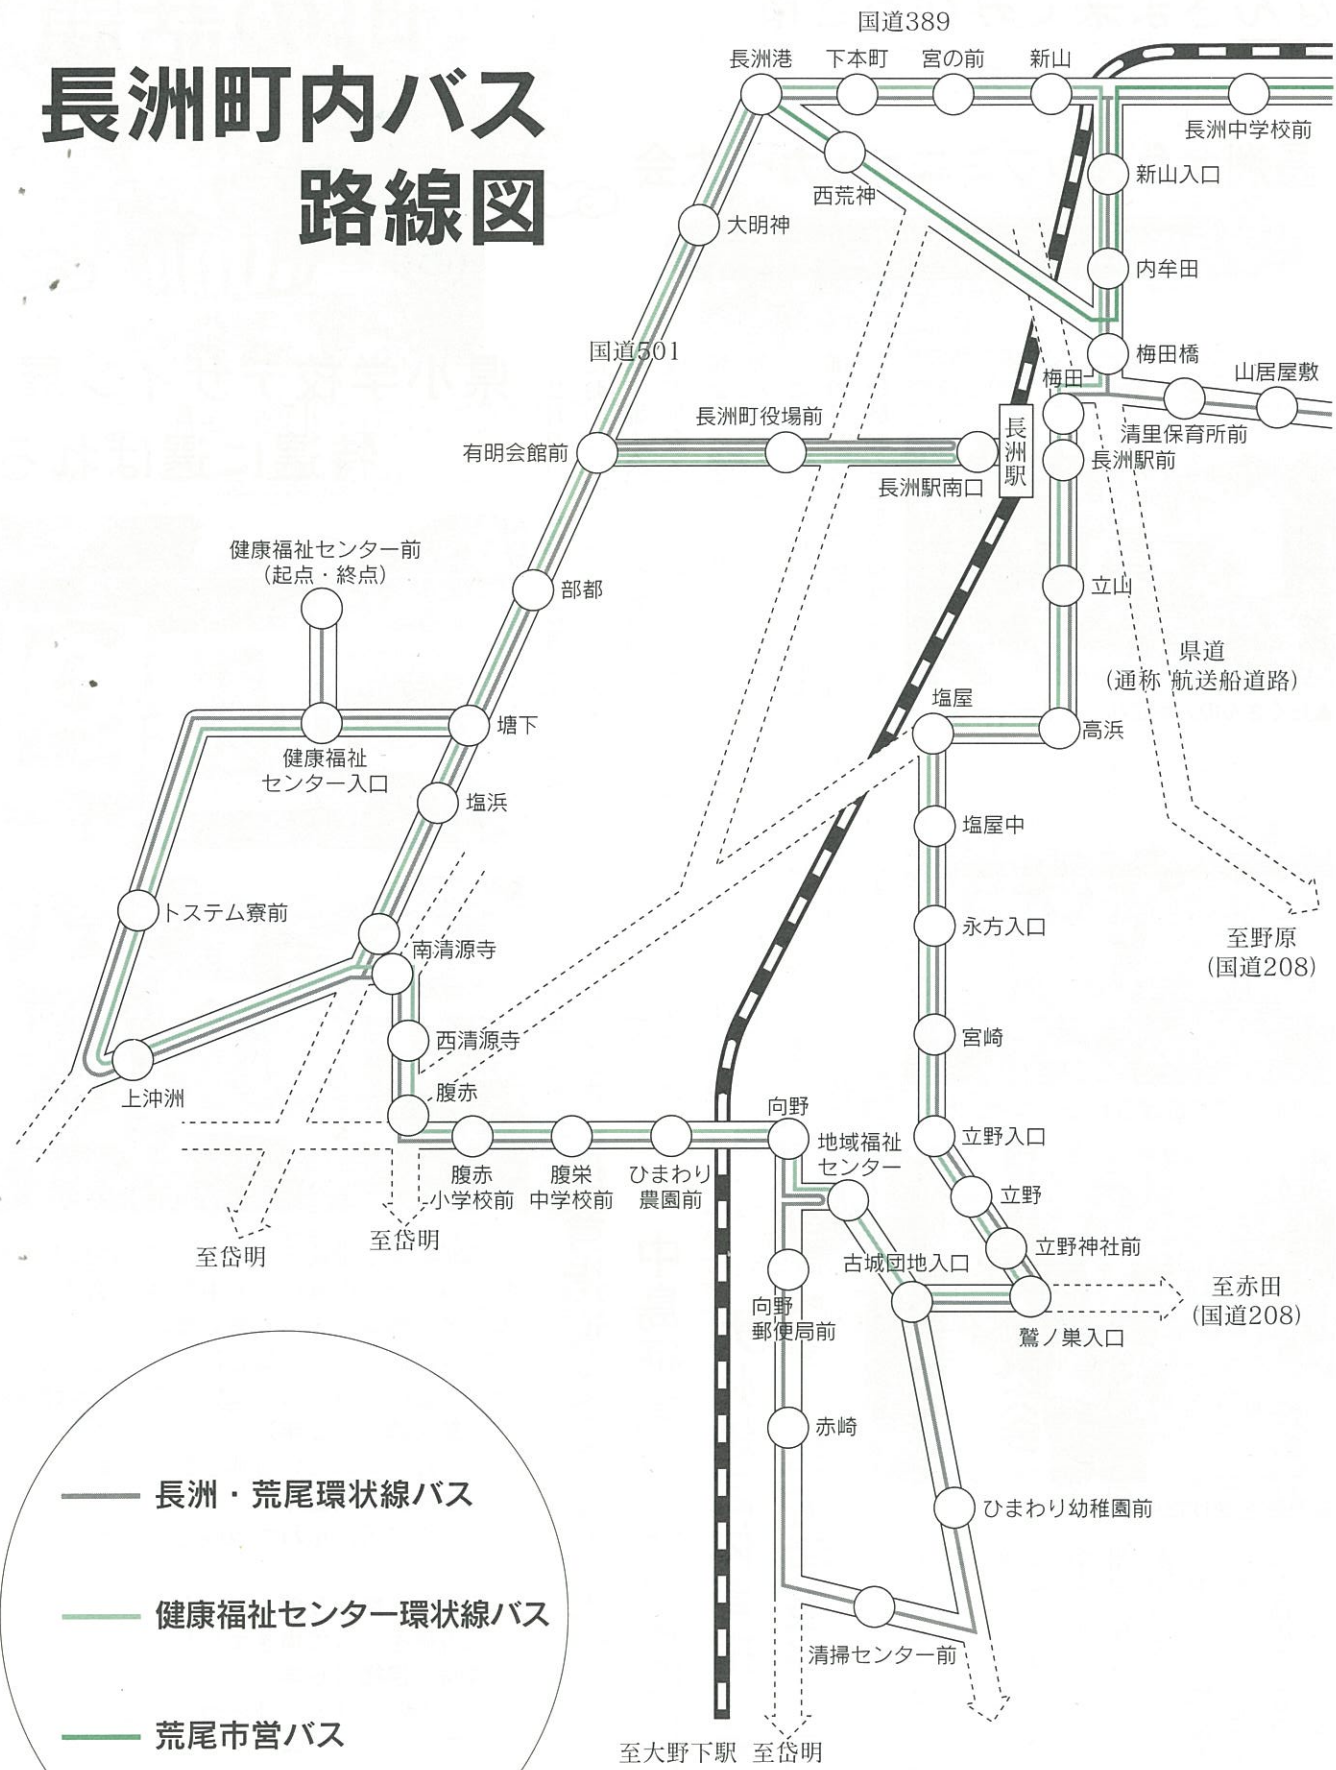 国道389
長洲町内バス
路線図
長洲港
下本町
宮の前
新山
長洲中学校前
新山入口
西荒神
大明神
内牟田
国道501
梅田橋
梅田
山居屋敷
清里保育所前
長洲町役場前
有明会館前
長洲駅
長洲駅前
長洲駅南口
健康福祉センター前
(起点・終点)
部都
立山
県道
(通称 航送船道路)
塩屋
高浜
塘下
健康福祉
センター入口
塩浜
塩屋中
トステム寮前
永方入口
南清源寺
至野原
(国道208)
西清源寺
宮崎
上沖洲
腹赤
向野
地域福祉
センター
立野入口
腹赤
小学校前
腹栄
中学校前
ひまわり
農園前
立野
至岱明
至岱明
立野神社前
古城団地入口
向野
郵便局前
至赤田
(国道208)
鷲ノ巣入口
赤崎
ひまわり幼稚園前
清掃センター前
長洲・荒尾環状線バス
健康福祉センター環状線バス
荒尾市営バス
至大野下駅
至岱明